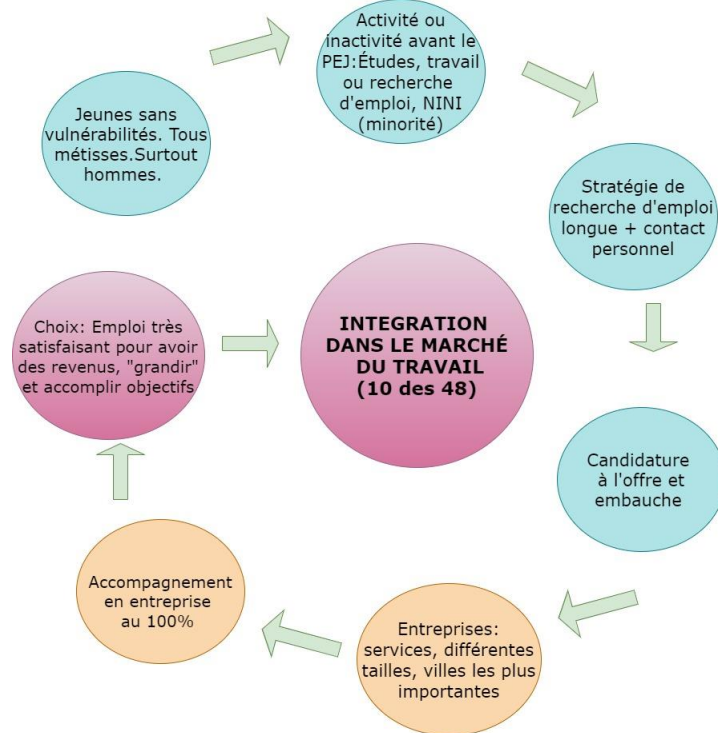 Activité ou
inactivité avant le
PEJ:Études, travail
ou recherche
d'emploi, NINI
(minorité)
Jeunes sans
vulnérabilités. Tous
métisses.Surtout
hommes.
Stratégie de
recherche d'emploi
longue + contact
personnel
Choix: Emploi très
satisfaisant pour avoir
des revenus, "grandir"
et accomplir objectifs
INTEGRATION
DANS LE MARCHÉ
DU TRAVAIL
(10 des 48)
Candidature
à l'offre et
embauche
Accompagnement
en entreprise
au 100%
Entreprises:
services, différentes
tailles, villes les plus
importantes